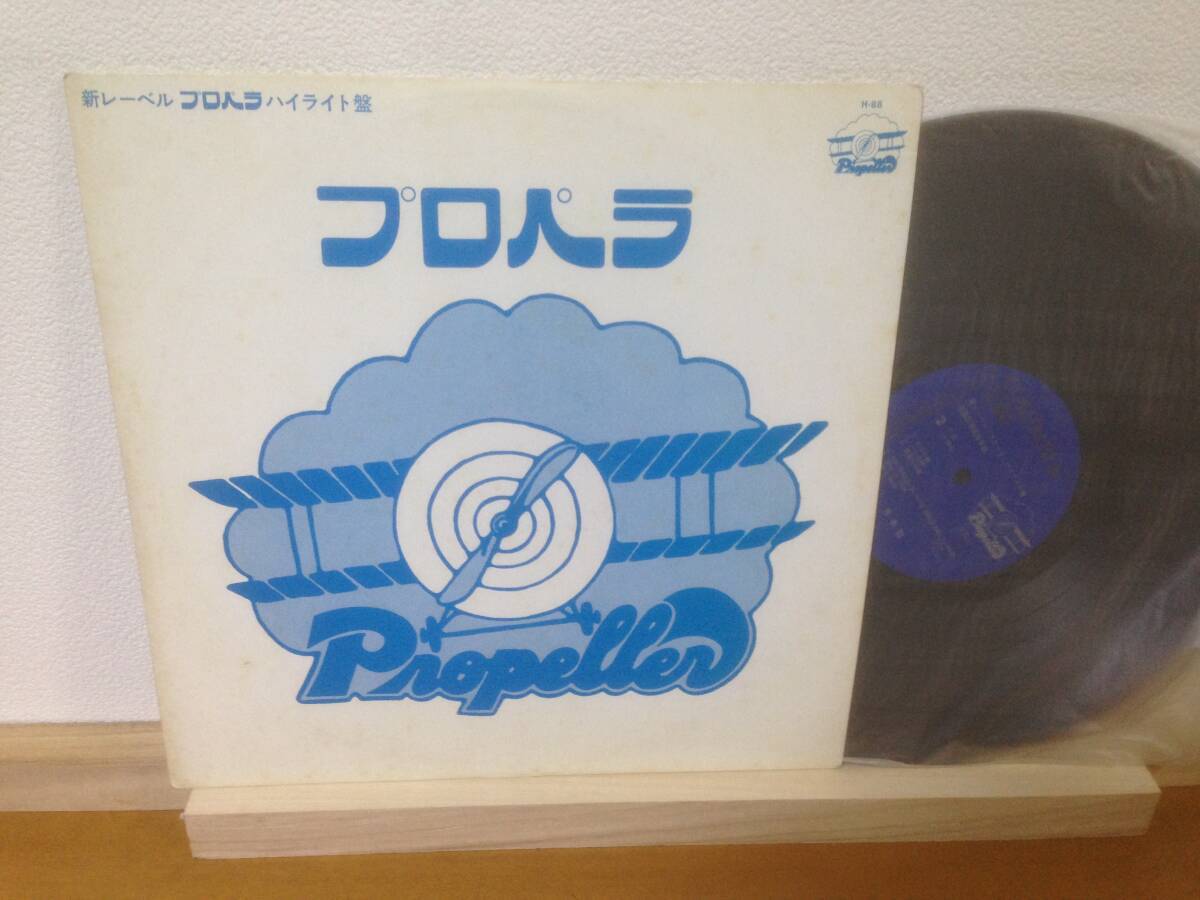 新レーベル プロペラ ハイライト盤
H-88
Propeller
プロペラ
Propeller
Propeller